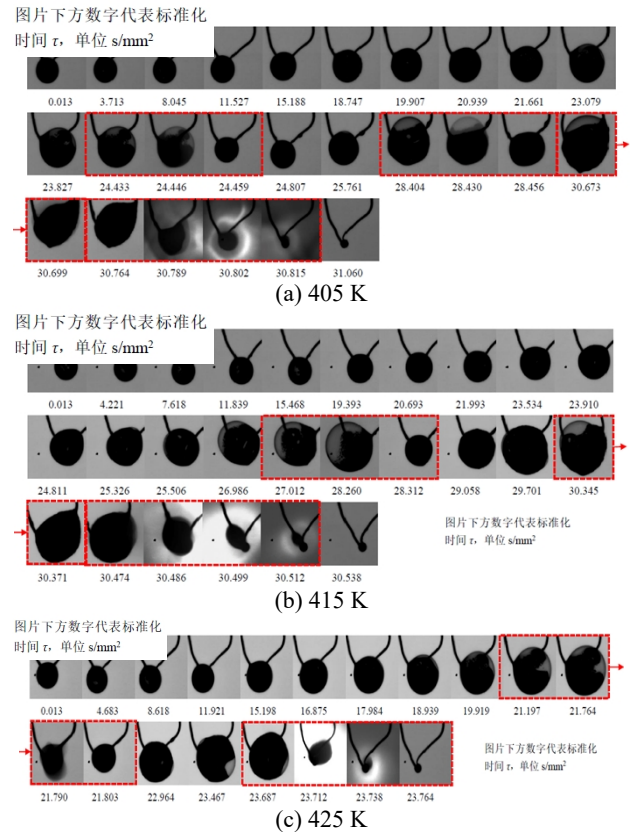 图片下方数字代表标准化
时间 τ，单位 s/mm²
0.013 3.713 8.045 11.527 15.188 18.747 19.907 20.939 21.661 23.079
23.827 24.433 24.446 24.459 24.807 25.761 28.404 28.430 28.456 30.673
30.699 30.764 30.789 30.802 30.815 31.060
(a) 405 K
图片下方数字代表标准化
时间 τ，单位 s/mm²
0.013 4.221 7.618 11.839 15.468 19.393 20.693 21.993 23.534 23.910
24.811 25.326 25.506 26.986 27.012 28.260 28.312 29.058 29.701 30.345
图片下方数字代表标准化
时间 τ，单位 s/mm²
30.371 30.474 30.486 30.499 30.512 30.538
(b) 415 K
图片下方数字代表标准化
时间 τ，单位 s/mm²
0.013 4.683 8.618 11.921 15.198 16.875 17.984 18.939 19.919 21.197 21.764
图片下方数字代表标准化
时间 τ，单位 s/mm²
21.790 21.803 22.964 23.467 23.687 23.712 23.738 23.764
(c) 425 K